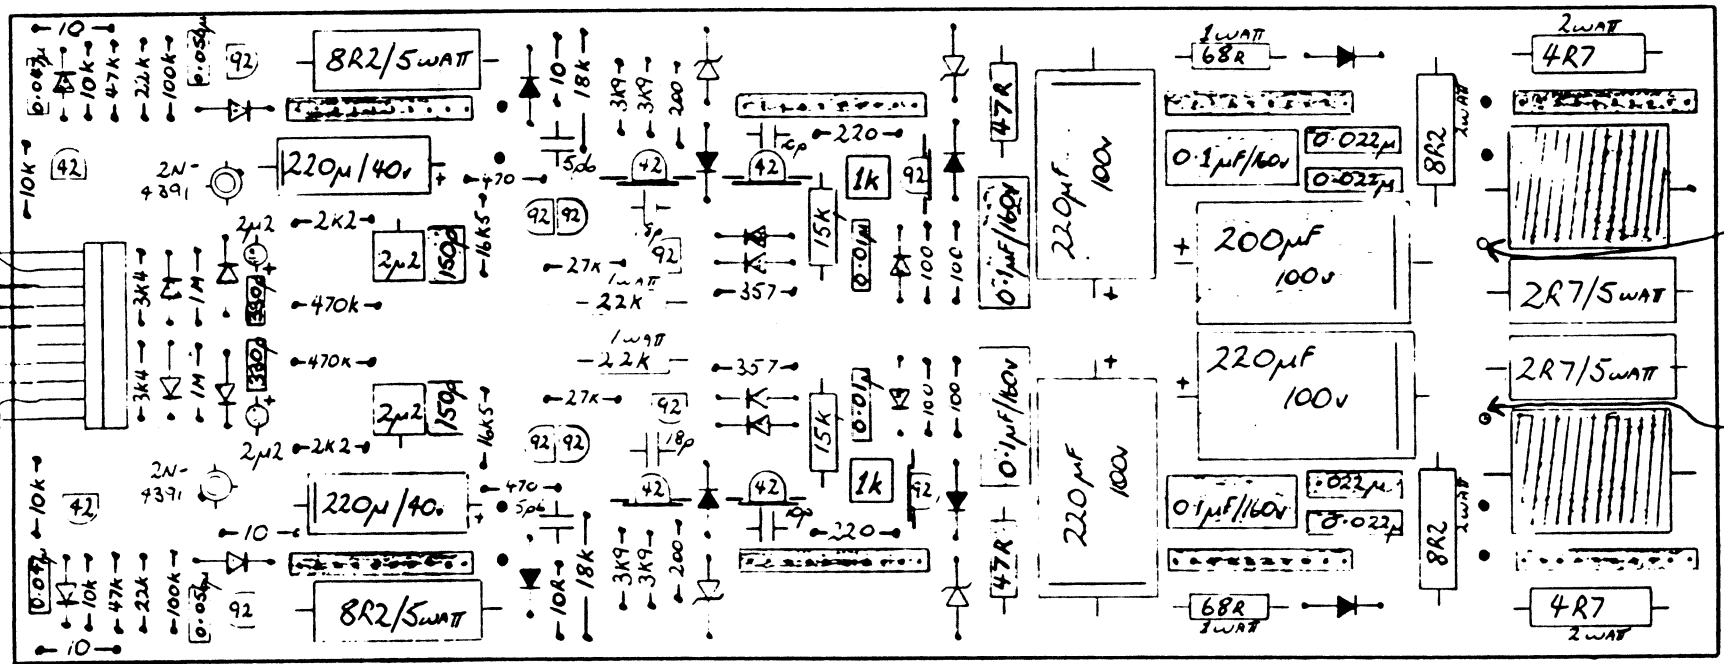 10
0.047µ
10K
47K
22K
100K
0.056µ
92
8R2/5WATT
10
18K
3K9
3K9
200
47R
220µF
100v
1WATT
68R
8R2
2WATT
2WATT
4R7
10K
42
2N-
4391
220µ/40v
+
470
5p6
42
42
220
1K
92
0.1µF/160v
0.022µ
0.022µ
2µ2
2K2
2µ2
150p
16K5
92
92
92
27K
1WATT
22K
357
15K
0.01µ
100
100
0.1µF/160v
200µF
100v
+
+
3K4
1M
330p
470K
2R7/5WATT
3K4
1M
330p
470K
1WATT
22K
357
0.01µ
100
100
0.1µF/160v
+
220µF
100v
+
2R7/5WATT
2µ2
150p
16K5
27K
92
18p
15K
2µ2
2K2
92
92
10K
42
2N-
4391
220µ/40v
+
470
5p6
42
42
10p
220
1K
92
220µF
100v
0.1µF/160v
.022µ
0.022µ
8R2
2WATT
10
0.047µ
10K
47K
22K
100K
0.056µ
92
8R2/5WATT
10R
18K
3K9
3K9
200
47R
68R
1WATT
4R7
2WATT
10